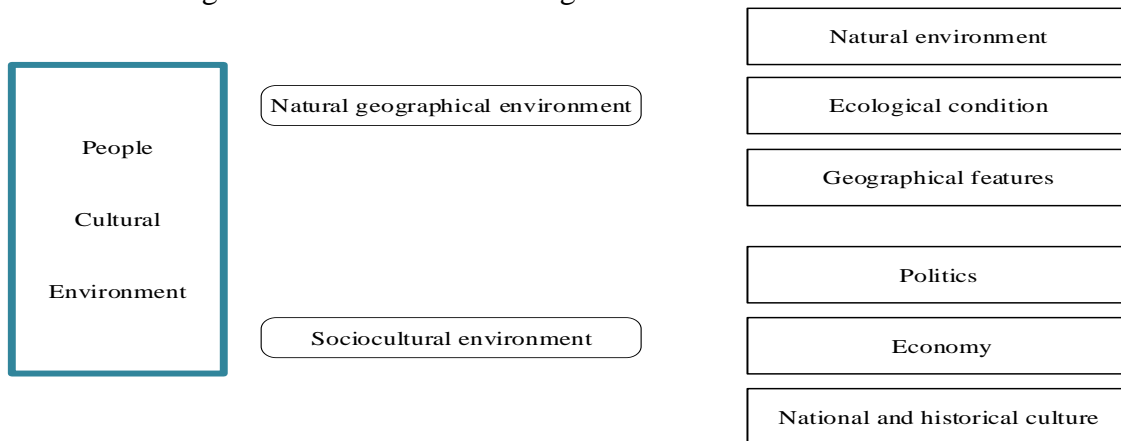 People
Cultural
Environment
Natural geographical environment
Sociocultural environment
Natural environment
Ecological condition
Geographical features
Politics
Economy
National and historical culture